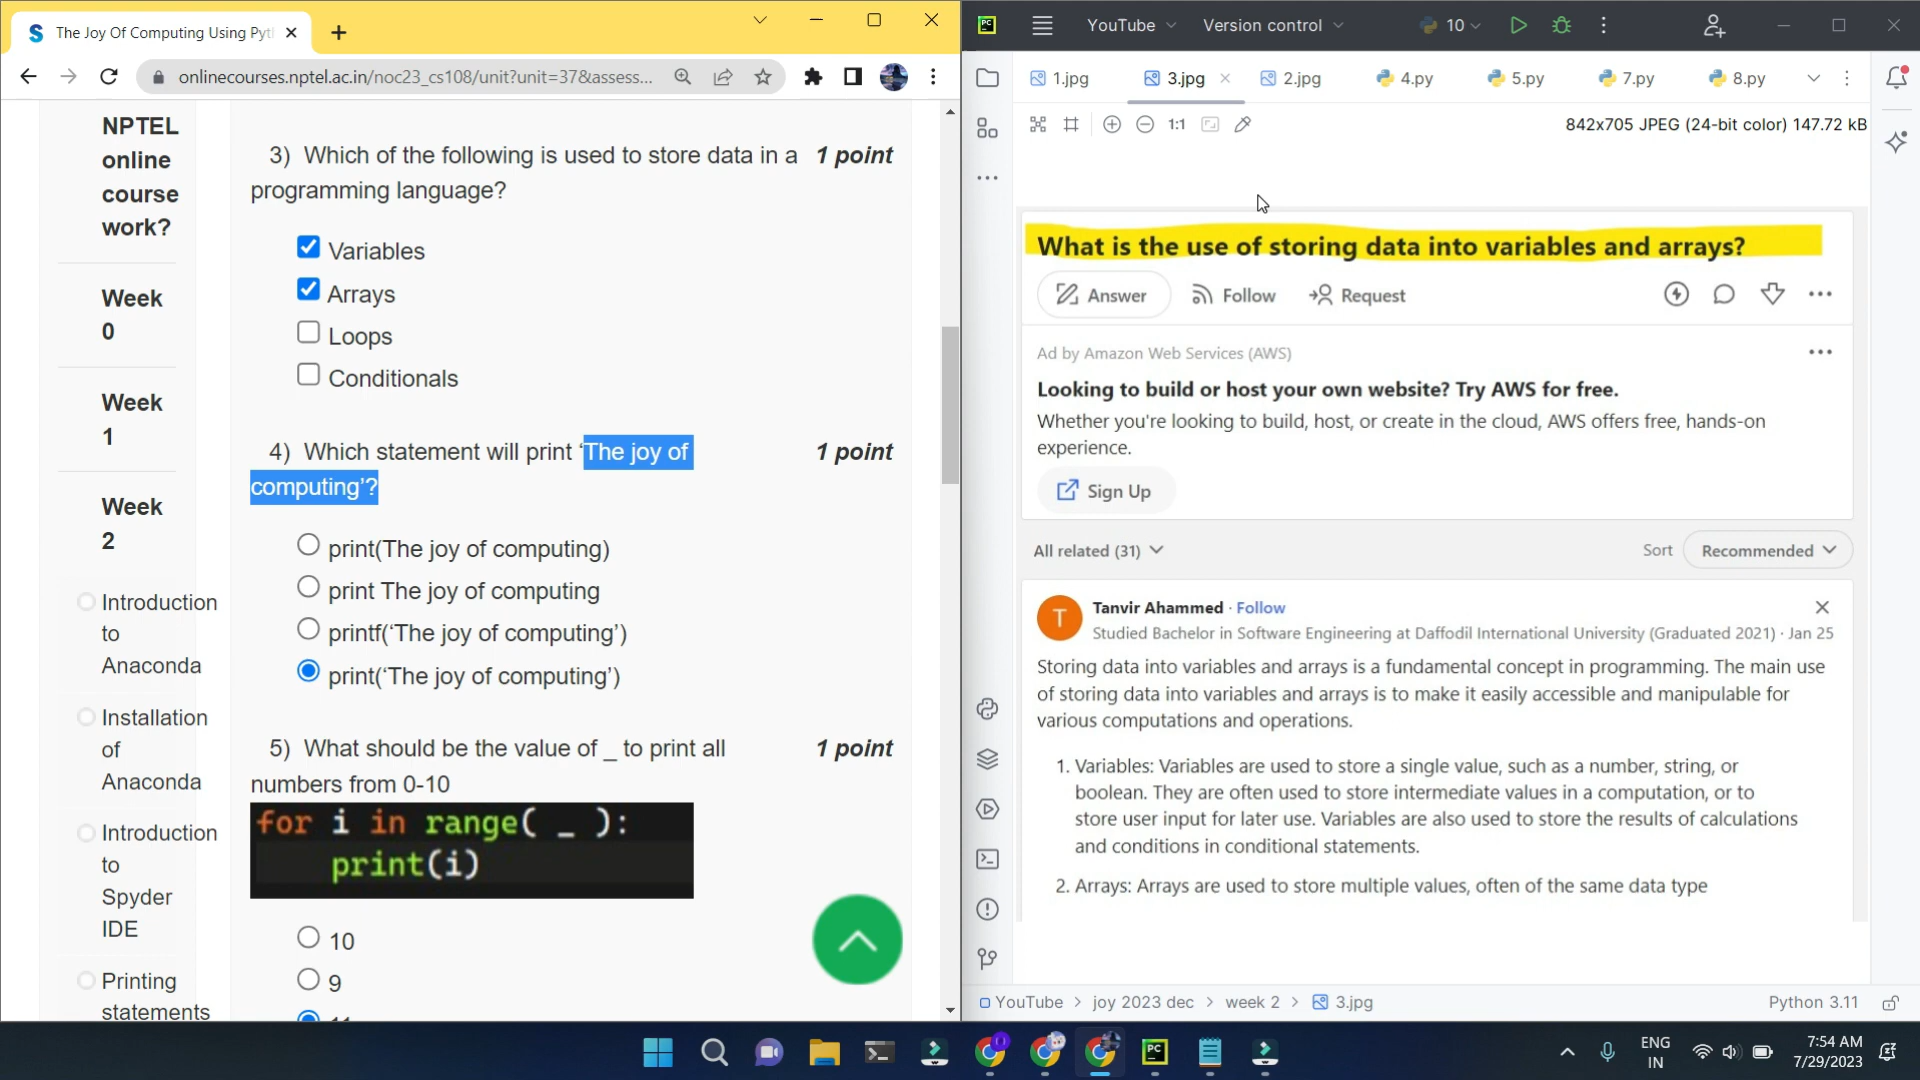 The Joy Of Computing Using Pyt
onlinecourses.nptel.ac.in/noc23_cs108/unit?unit=37&assess...
NPTEL
online
course
work?
Week
0
Week
1
Week
2
Introduction
to
Anaconda
Installation
of
Anaconda
Introduction
to
Spyder
IDE
Printing
statements
3) Which of the following is used to store data in a 1 point
programming language?
Variables
Arrays
Loops
Conditionals
4) Which statement will print ‘The joy of 1 point
computing’?
print(The joy of computing)
print The joy of computing
printf(‘The joy of computing’)
print(‘The joy of computing’)
5) What should be the value of _ to print all 1 point
numbers from 0-10
for i in range( _ ):
print(i)
10
9
11
PC YouTube Version control 10
1.jpg 3.jpg 2.jpg 4.py 5.py 7.py 8.py
1:1 842x705 JPEG (24-bit color) 147.72 kB
What is the use of storing data into variables and arrays?
Answer Follow Request
Ad by Amazon Web Services (AWS)
Looking to build or host your own website? Try AWS for free.
Whether you're looking to build, host, or create in the cloud, AWS offers free, hands-on
experience.
Sign Up
All related (31) Sort Recommended
T Tanvir Ahammed · Follow
Studied Bachelor in Software Engineering at Daffodil International University (Graduated 2021) · Jan 25
Storing data into variables and arrays is a fundamental concept in programming. The main use
of storing data into variables and arrays is to make it easily accessible and manipulable for
various computations and operations.
1. Variables: Variables are used to store a single value, such as a number, string, or
boolean. They are often used to store intermediate values in a computation, or to
store user input for later use. Variables are also used to store the results of calculations
and conditions in conditional statements.
2. Arrays: Arrays are used to store multiple values, often of the same data type
YouTube > joy 2023 dec > week 2 > 3.jpg Python 3.11
PC
ENG
IN
7:54 AM
7/29/2023